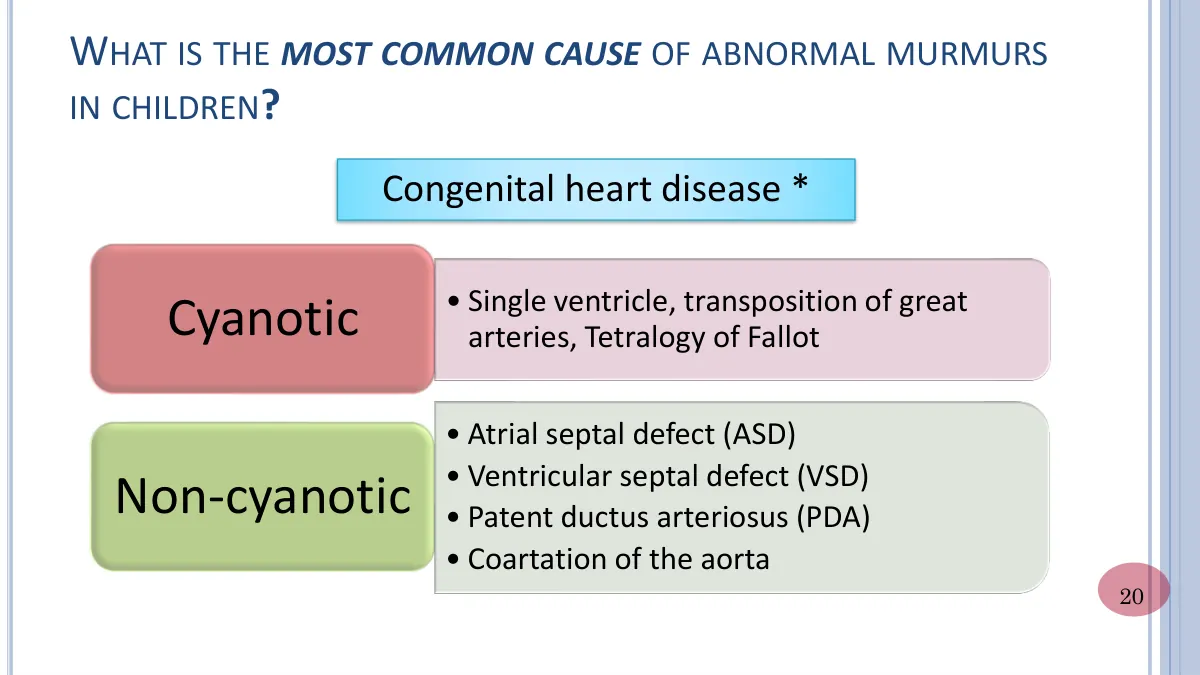 What is the most common cause of abnormal murmurs
in children?
Congenital heart disease *
Cyanotic
• Single ventricle, transposition of great
arteries, Tetralogy of Fallot
Non-cyanotic
• Atrial septal defect (ASD)
• Ventricular septal defect (VSD)
• Patent ductus arteriosus (PDA)
• Coartation of the aorta
20